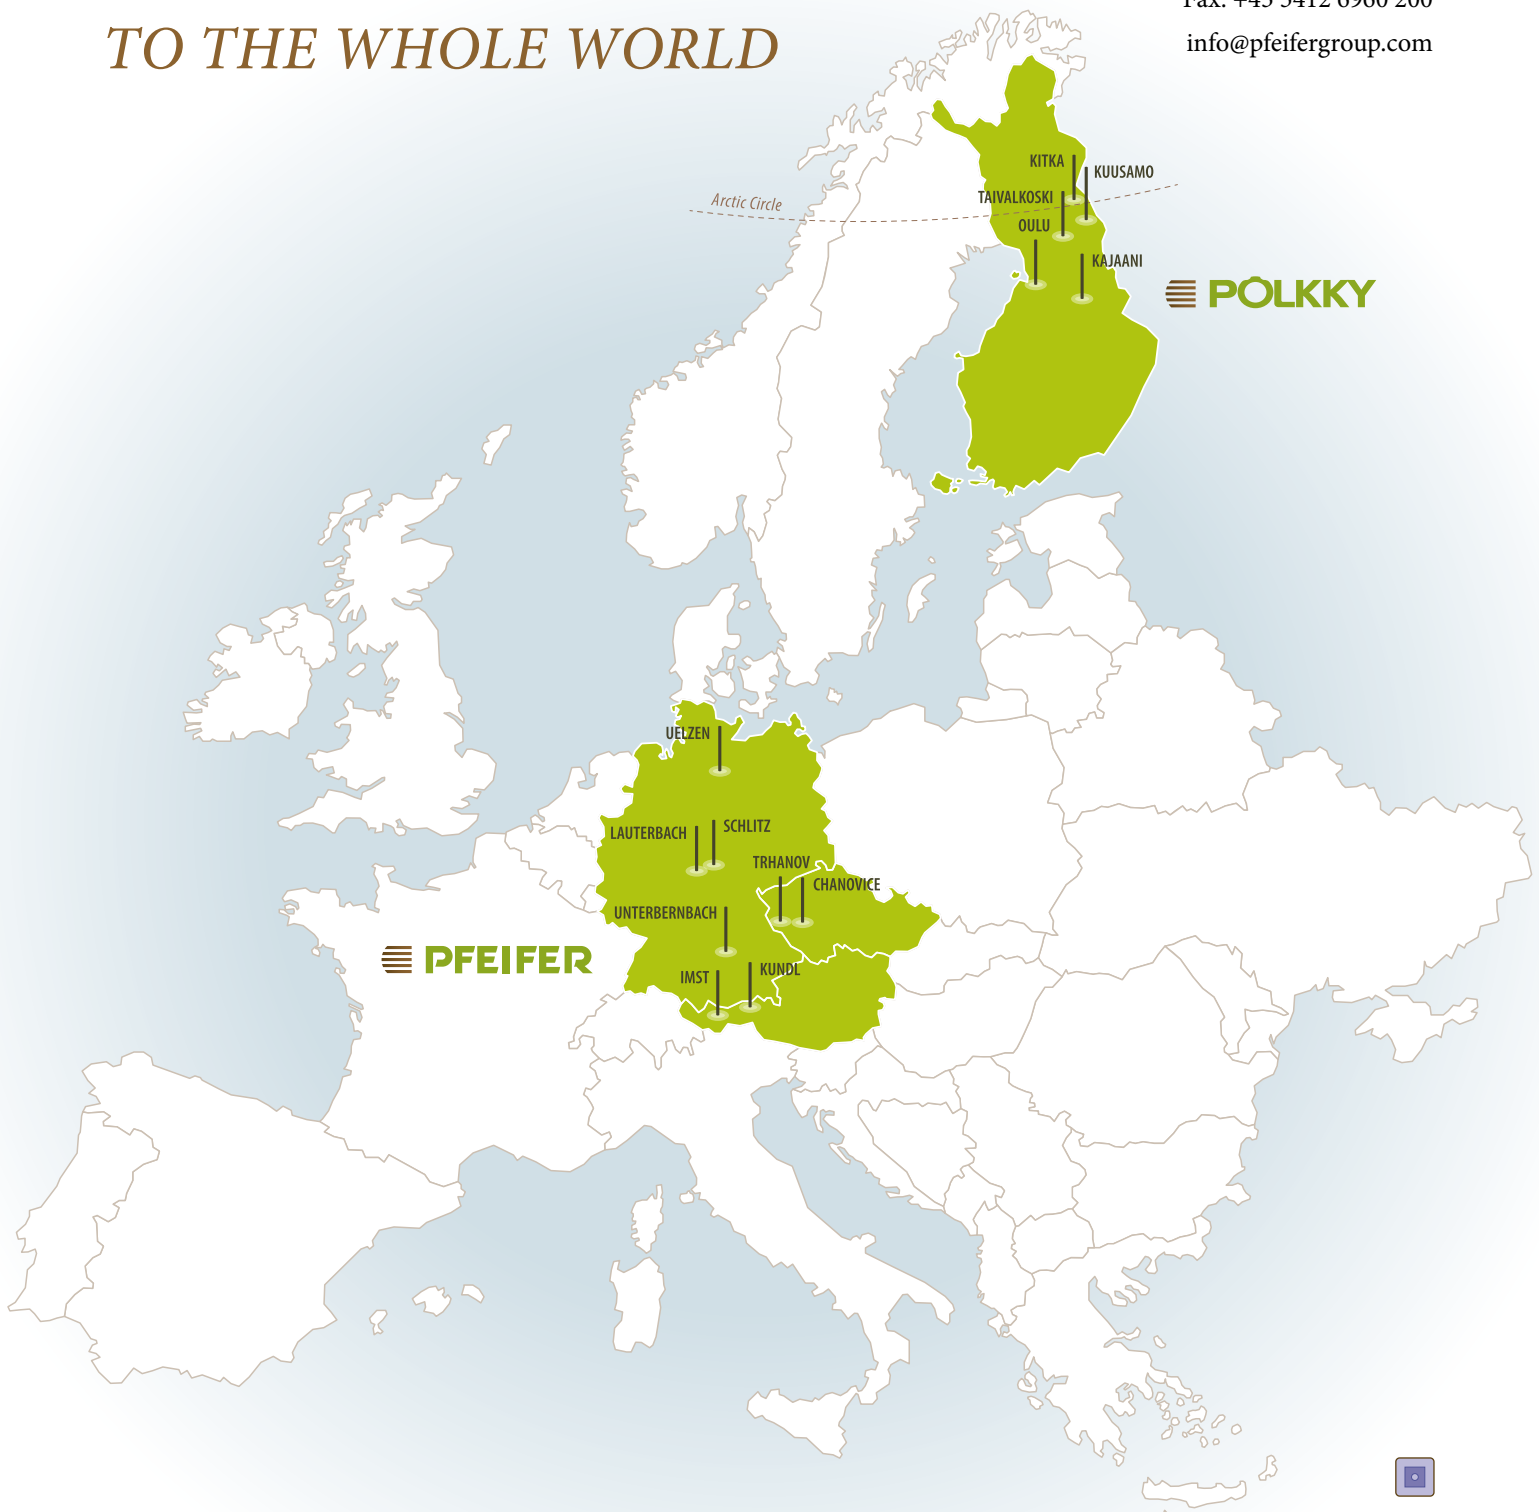 TO THE WHOLE WORLD
info@pfeifergroup.com
KITKA
KUUSAMO
TAIVALKOSKI
Arctic Circle
OULU
KAJAANI
PÖLKKY
UELZEN
SCHLITZ
LAUTERBACH
TRHANOV
CHANOVICE
UNTERBERNBACH
PFEIFER
KUNDL
IMST